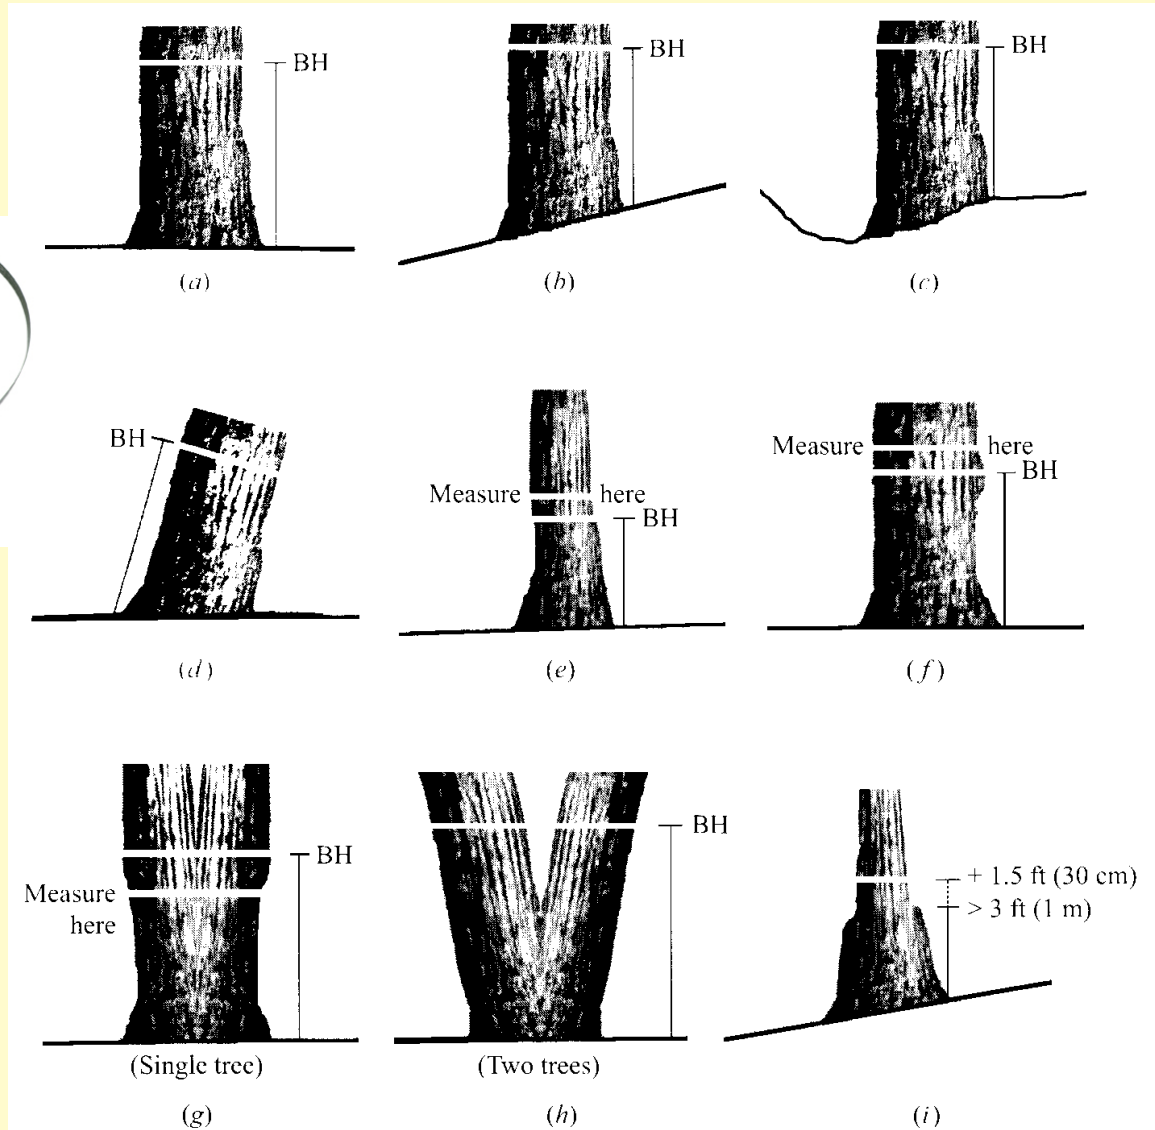 BH
BH
BH
(a)
(b)
(c)
BH
Measure here
BH
Measure here
BH
(d)
(e)
(f)
BH
Measure
here
BH
+ 1.5 ft (30 cm)
> 3 ft (1 m)
(Single tree)
(Two trees)
(g)
(h)
(i)